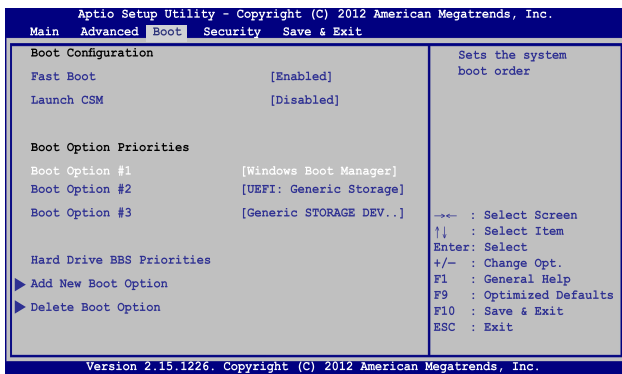 Aptio Setup Utility - Copyright (C) 2012 American Megatrends, Inc.
Main Advanced Boot Security Save & Exit
Boot Configuration
Fast Boot [Enabled]
Launch CSM [Disabled]
Boot Option Priorities
Boot Option #1 [Windows Boot Manager]
Boot Option #2 [UEFI: Generic Storage]
Boot Option #3 [Generic STORAGE DEV..]
Hard Drive BBS Priorities
Add New Boot Option
Delete Boot Option
Sets the system
boot order
→← : Select Screen
↑↓ : Select Item
Enter: Select
+/— : Change Opt.
F1 : General Help
F9 : Optimized Defaults
F10 : Save & Exit
ESC : Exit
Version 2.15.1226. Copyright (C) 2012 American Megatrends, Inc.